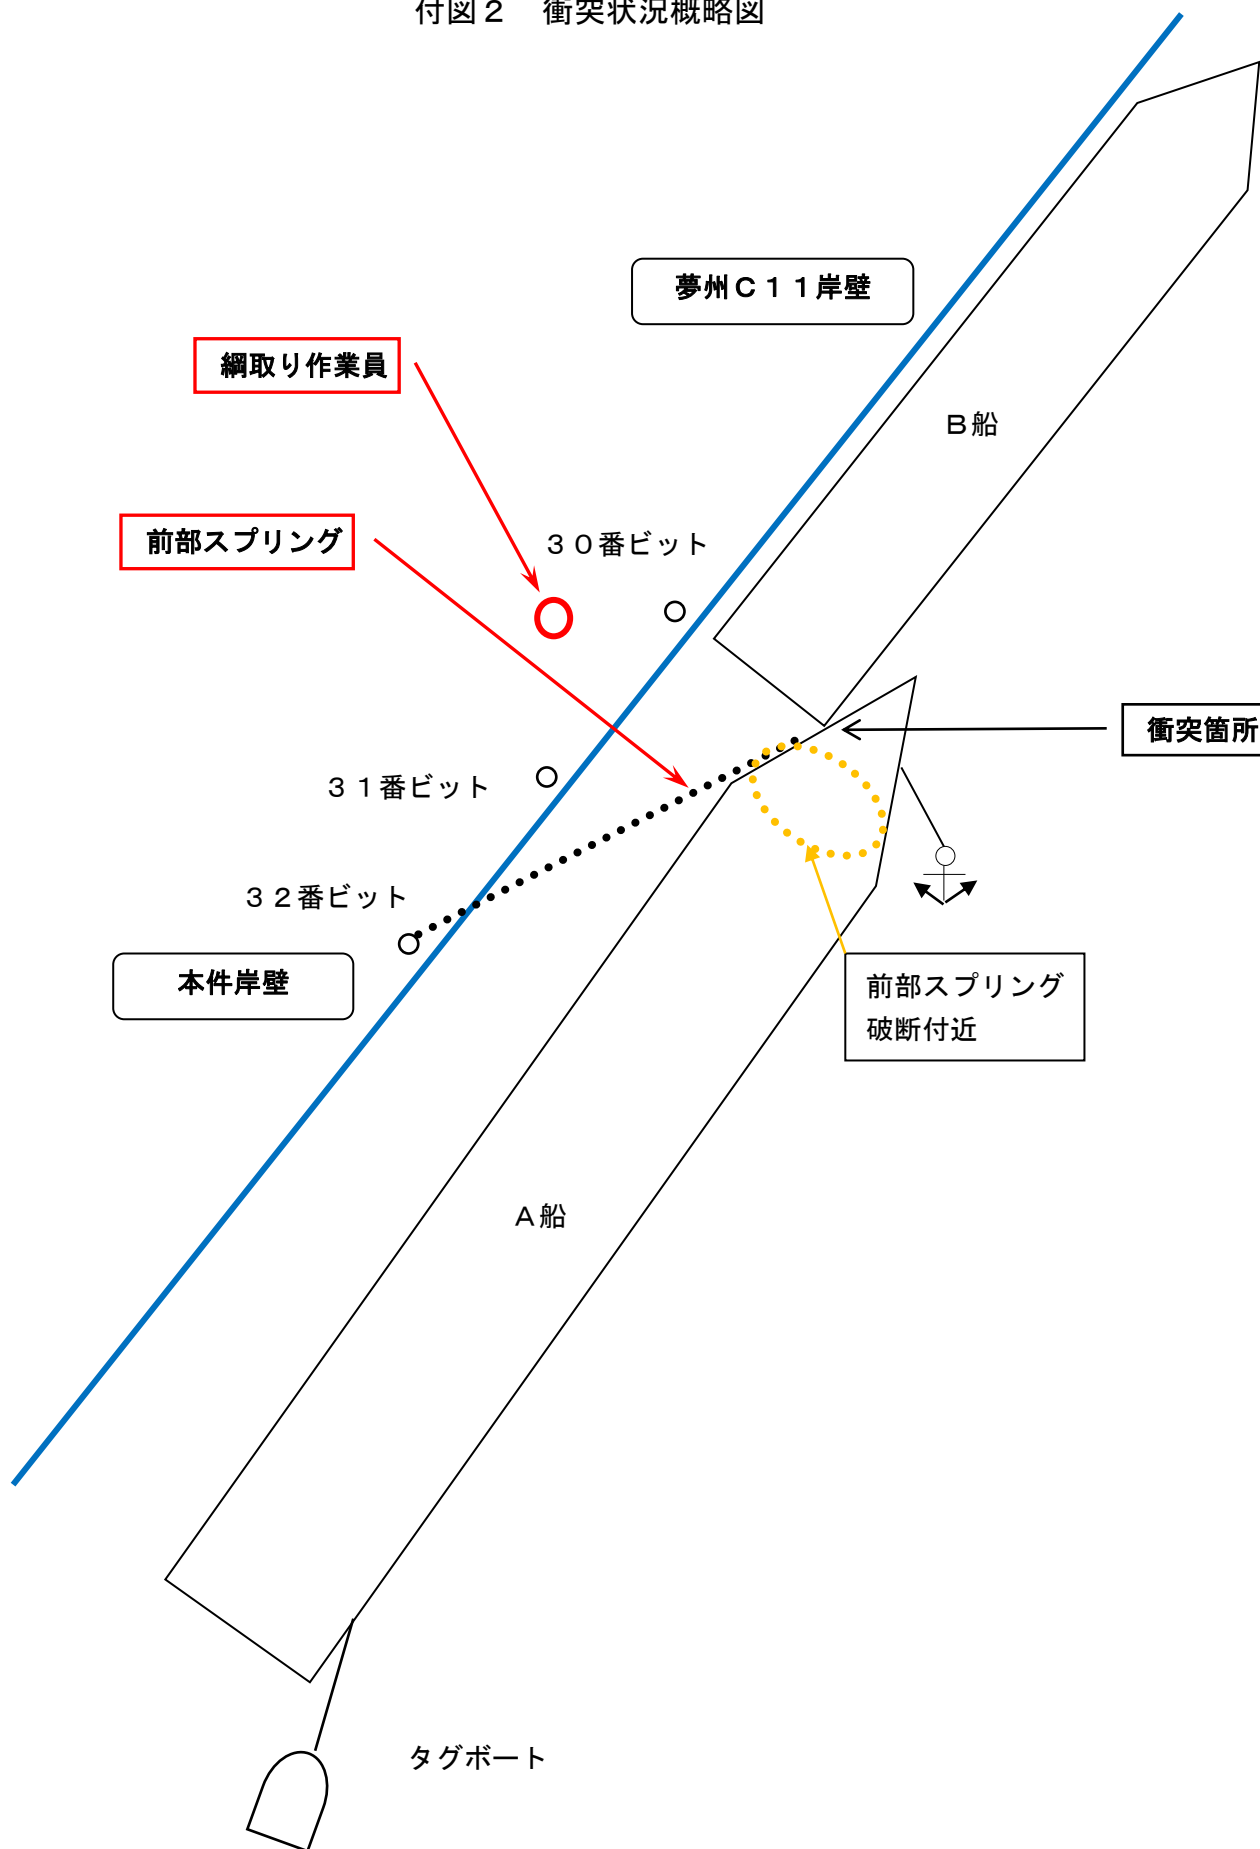 付図２　衝突状況概略図
夢州Ｃ１１岸壁
綱取り作業員
Ｂ船
前部スプリング
３０番ビット
衝突箇所
３１番ビット
３２番ビット
本件岸壁
前部スプリング
破断付近
Ａ船
タグボート